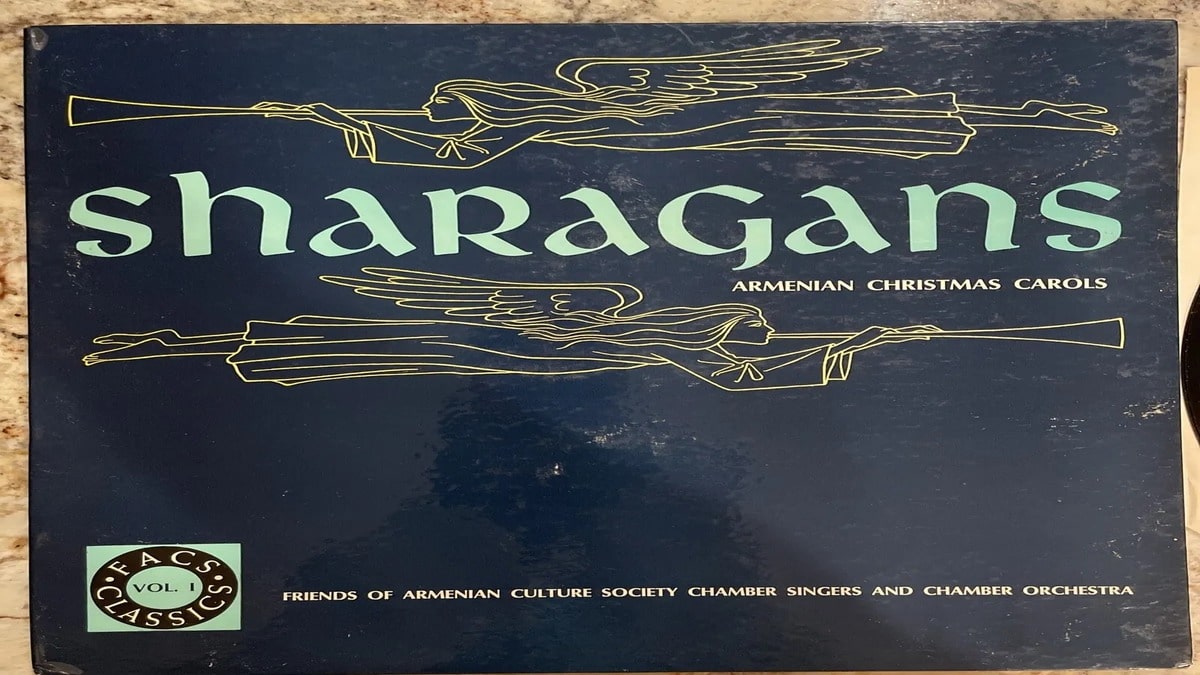 sharagans
ARMENIAN CHRISTMAS CAROLS
FACS
VOL. I
CLASSICS
FRIENDS OF ARMENIAN CULTURE SOCIETY CHAMBER SINGERS AND CHAMBER ORCHESTRA